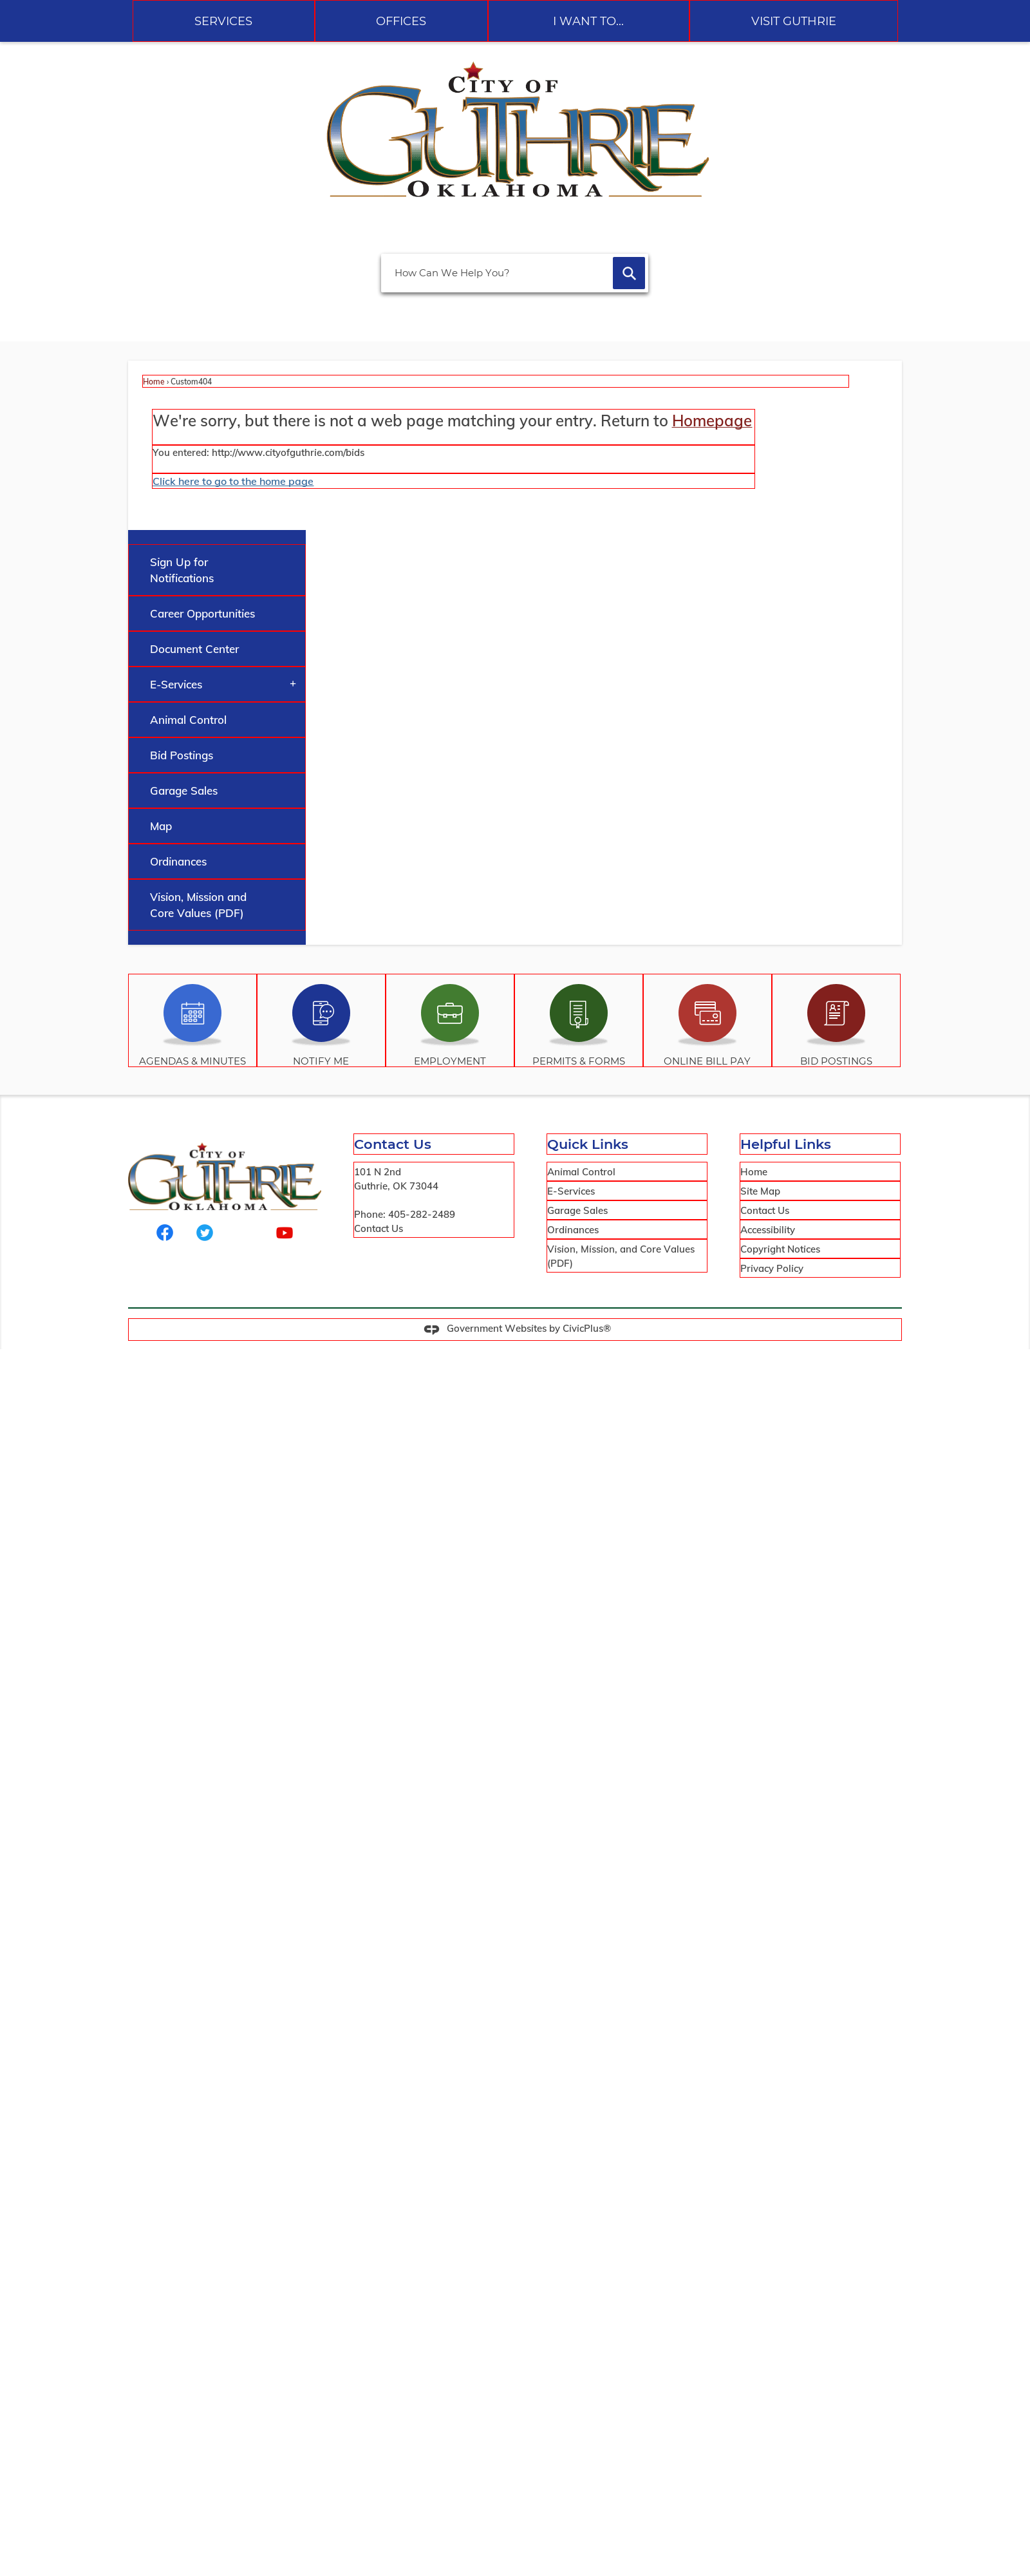 SERVICES
OFFICES
I WANT TO...
VISIT GUTHRIE
CITY OF
GUTHRIE
OKLAHOMA
How Can We Help You?
Home › Custom404
We're sorry, but there is not a web page matching your entry. Return to Homepage
You entered: http://www.cityofguthrie.com/bids
Click here to go to the home page
Sign Up for
Notifications
Career Opportunities
Document Center
E-Services +
Animal Control
Bid Postings
Garage Sales
Map
Ordinances
Vision, Mission and
Core Values (PDF)
AGENDAS & MINUTES
NOTIFY ME
EMPLOYMENT
PERMITS & FORMS
ONLINE BILL PAY
BID POSTINGS
CITY OF
GUTHRIE
OKLAHOMA
Contact Us
101 N 2nd
Guthrie, OK 73044
Phone: 405-282-2489
Contact Us
Quick Links
Animal Control
E-Services
Garage Sales
Ordinances
Vision, Mission, and Core Values
(PDF)
Helpful Links
Home
Site Map
Contact Us
Accessibility
Copyright Notices
Privacy Policy
Government Websites by CivicPlus®